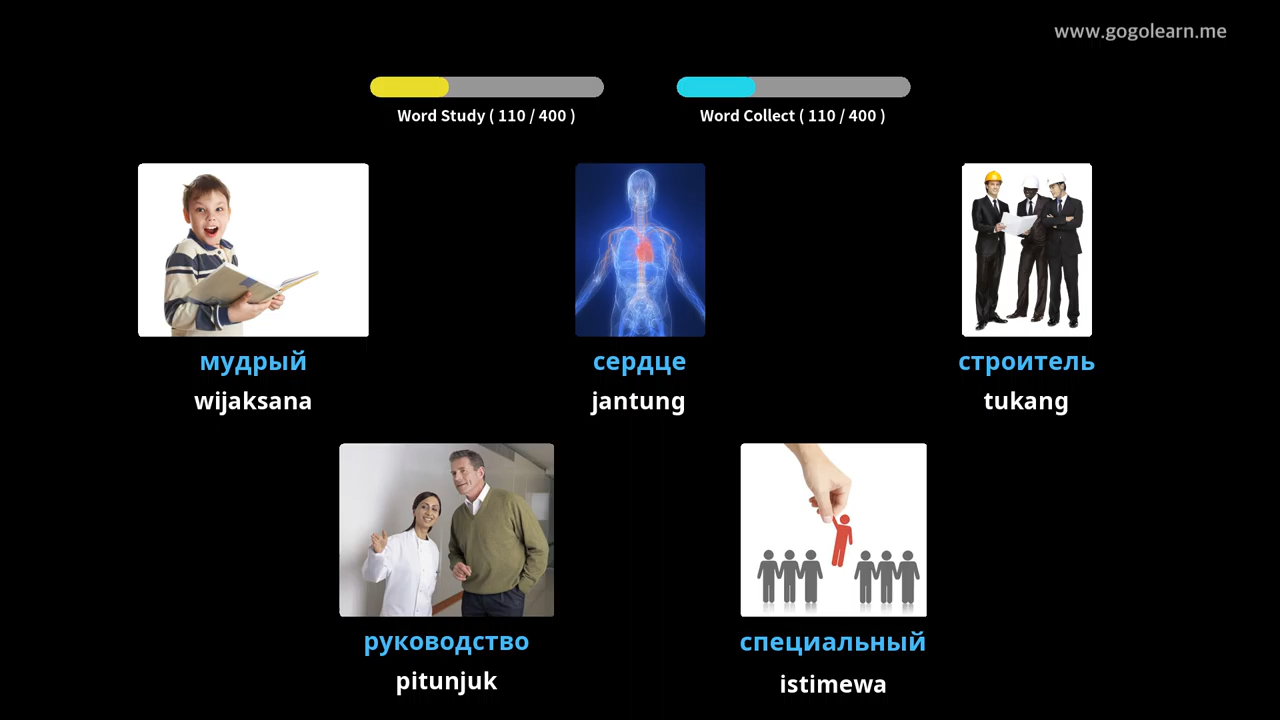 www.gogolearn.me
Word Study ( 110 / 400 )
Word Collect ( 110 / 400 )
мудрый
wijaksana
сердце
jantung
строитель
tukang
руководство
pitunjuk
специальный
istimewa